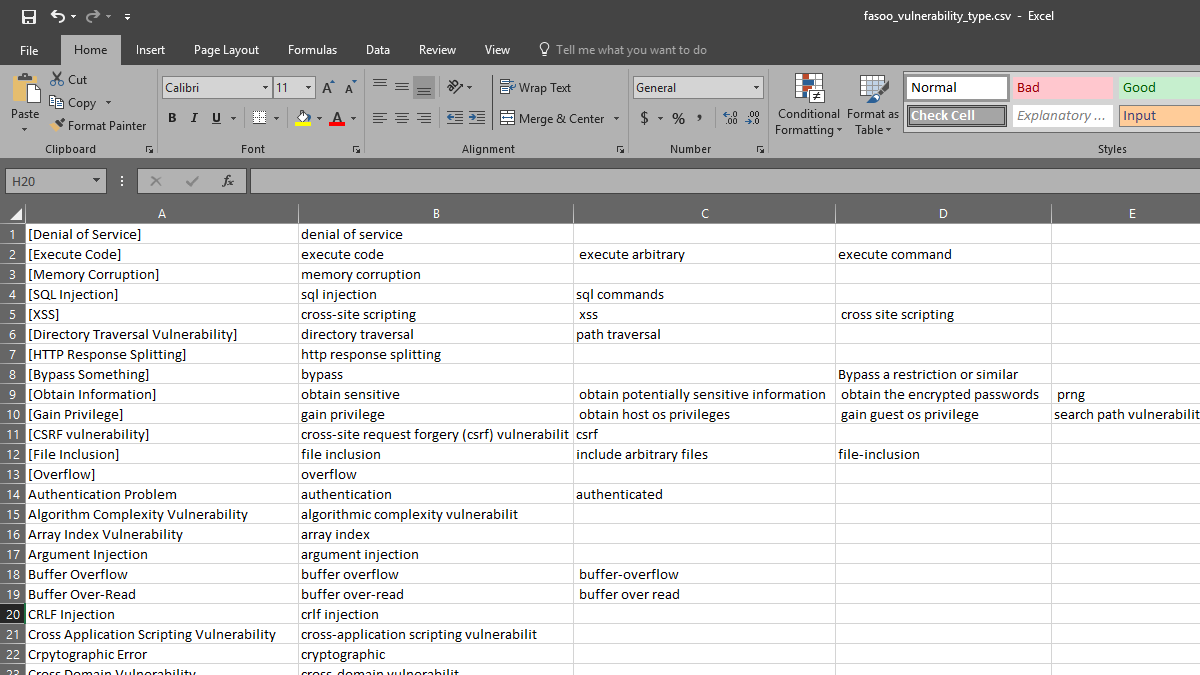 fasoo_vulnerability_type.csv - Excel
File Home Insert Page Layout Formulas Data Review View Tell me what you want to do
Paste Cut Copy Format Painter
Clipboard
Calibri 11 A A
B I U A
Font
Wrap Text
Merge & Center
Alignment
General
$ % , .00 .0
Number
Conditional Formatting Format as Table
Normal Bad Good
Check Cell Explanatory ... Input
Styles
H20 fx
A B C D E
1 [Denial of Service] denial of service
2 [Execute Code] execute code execute arbitrary execute command
3 [Memory Corruption] memory corruption
4 [SQL Injection] sql injection sql commands
5 [XSS] cross-site scripting xss cross site scripting
6 [Directory Traversal Vulnerability] directory traversal path traversal
7 [HTTP Response Splitting] http response splitting
8 [Bypass Something] bypass Bypass a restriction or similar
9 [Obtain Information] obtain sensitive obtain potentially sensitive information obtain the encrypted passwords prng
10 [Gain Privilege] gain privilege obtain host os privileges gain guest os privilege search path vulnerabilit
11 [CSRF vulnerability] cross-site request forgery (csrf) vulnerabilit csrf
12 [File Inclusion] file inclusion include arbitrary files file-inclusion
13 [Overflow] overflow
14 Authentication Problem authentication authenticated
15 Algorithm Complexity Vulnerability algorithmic complexity vulnerabilit
16 Array Index Vulnerability array index
17 Argument Injection argument injection
18 Buffer Overflow buffer overflow buffer-overflow
19 Buffer Over-Read buffer over-read buffer over read
20 CRLF Injection crlf injection
21 Cross Application Scripting Vulnerability cross-application scripting vulnerabilit
22 Crpytographic Error cryptographic
23 Cross Domain Vulnerability cross-domain vulnerabilit